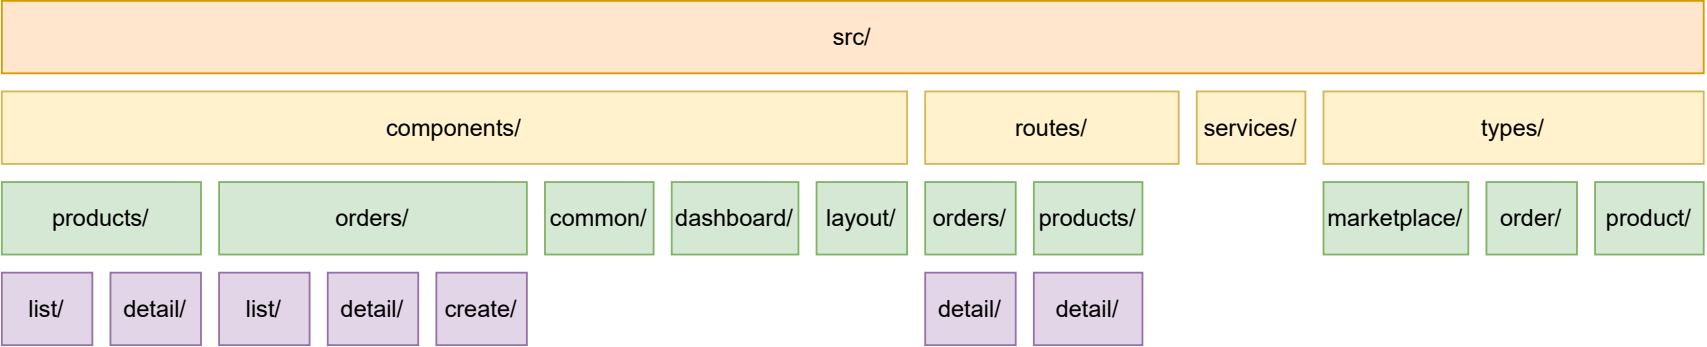 src/
components/
routes/
services/
types/
products/
orders/
common/
dashboard/
layout/
orders/
products/
marketplace/
order/
product/
list/
detail/
list/
detail/
create/
detail/
detail/